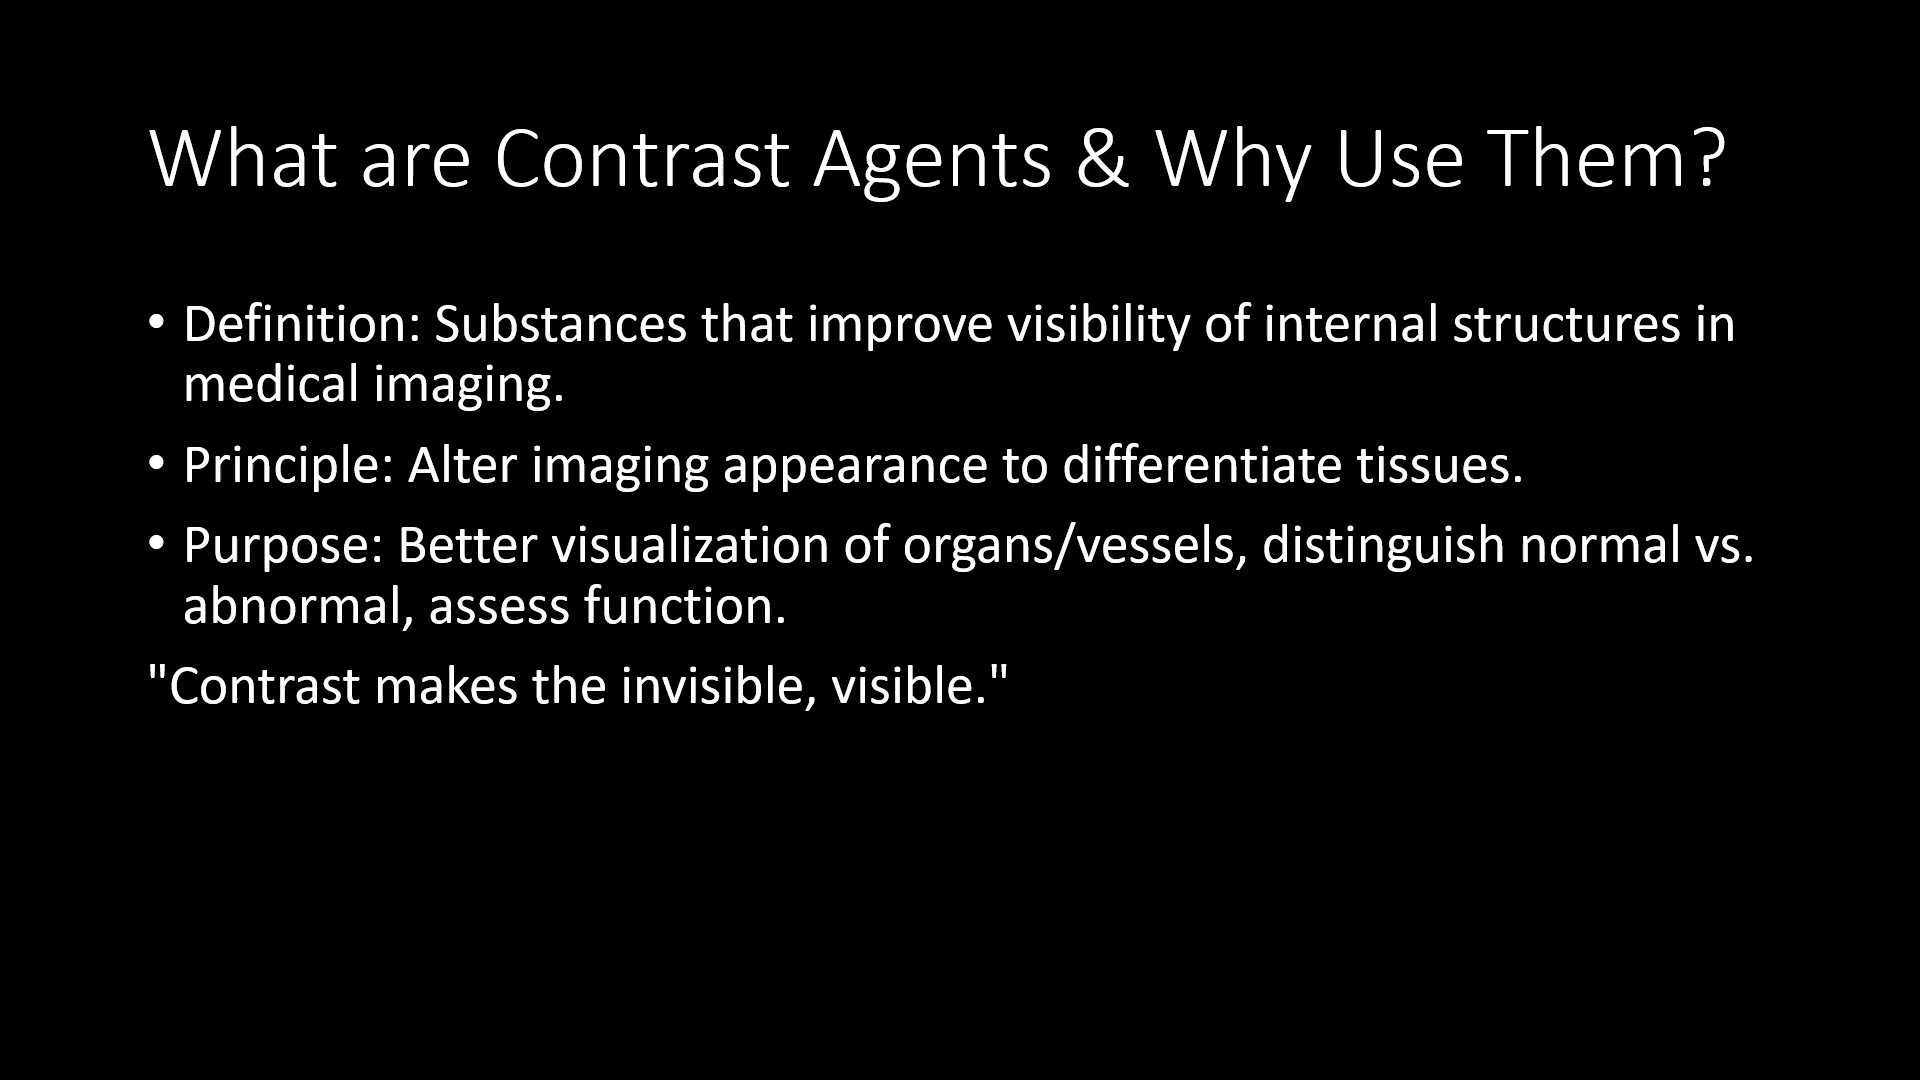 What are Contrast Agents & Why Use Them?
• Definition: Substances that improve visibility of internal structures in
medical imaging.
• Principle: Alter imaging appearance to differentiate tissues.
• Purpose: Better visualization of organs/vessels, distinguish normal vs.
abnormal, assess function.
"Contrast makes the invisible, visible."